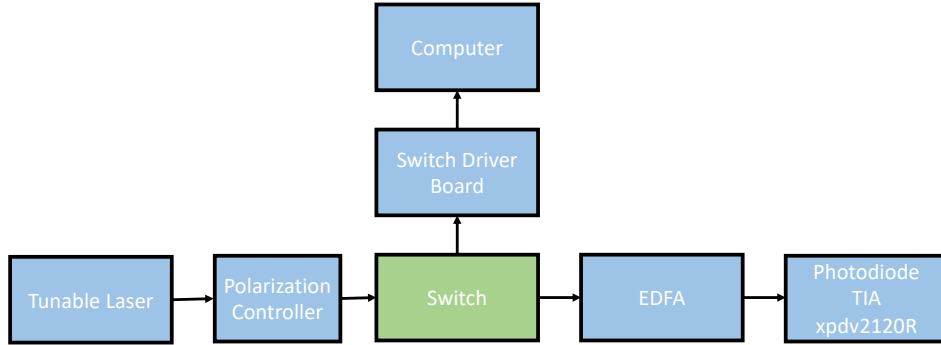 Computer
Switch Driver
Board
Tunable Laser
Polarization
Controller
Switch
EDFA
Photodiode
TIA
xpdv2120R